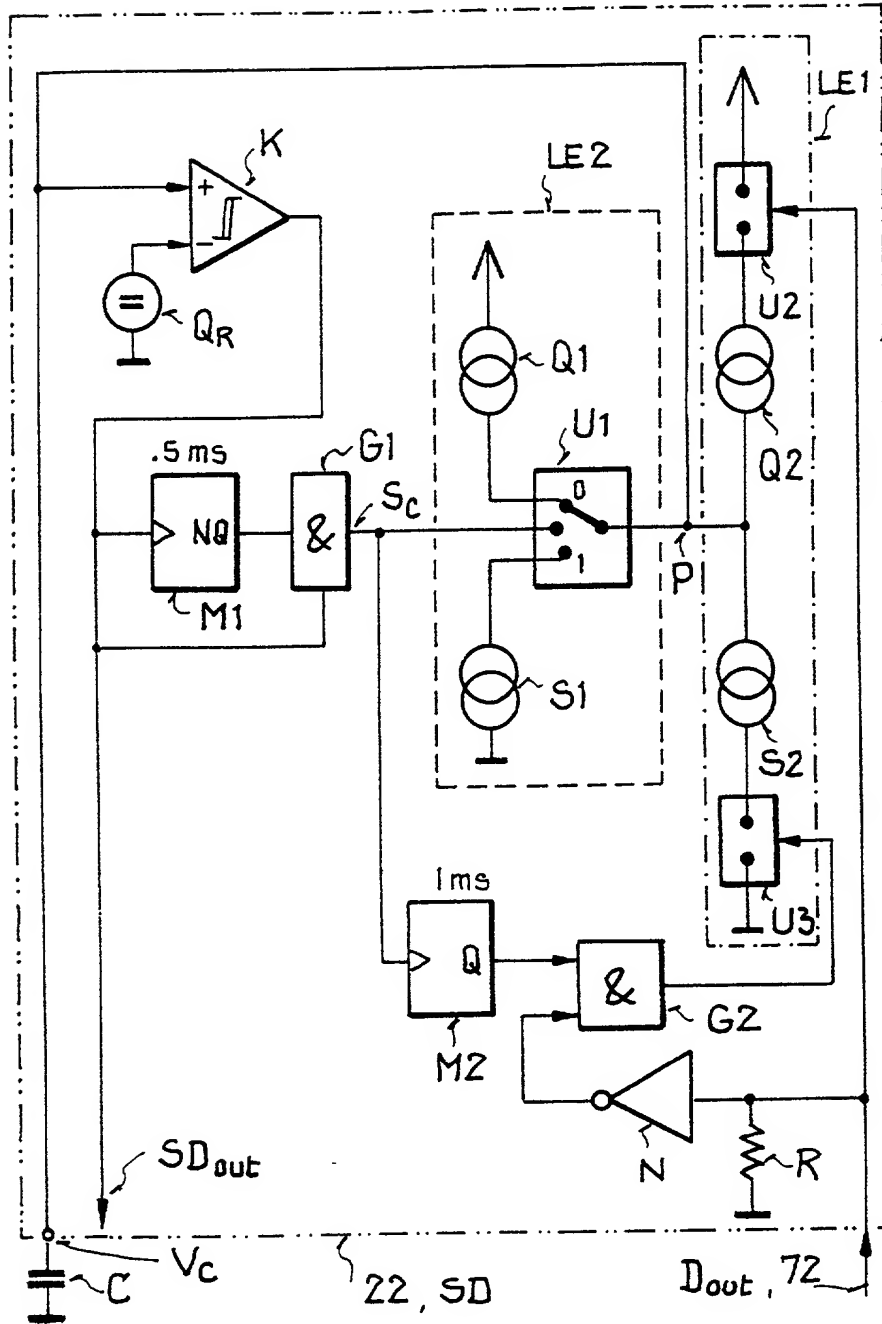 LE1
K
LE2
+
−
=
QR
U2
Q1
Q2
.5ms
G1
U1
SC
0
NQ
&
1
P
M1
S1
S2
1ms
U3
Q
&
G2
M2
N
R
SDout
VC
C
22, SD
Dout, 72